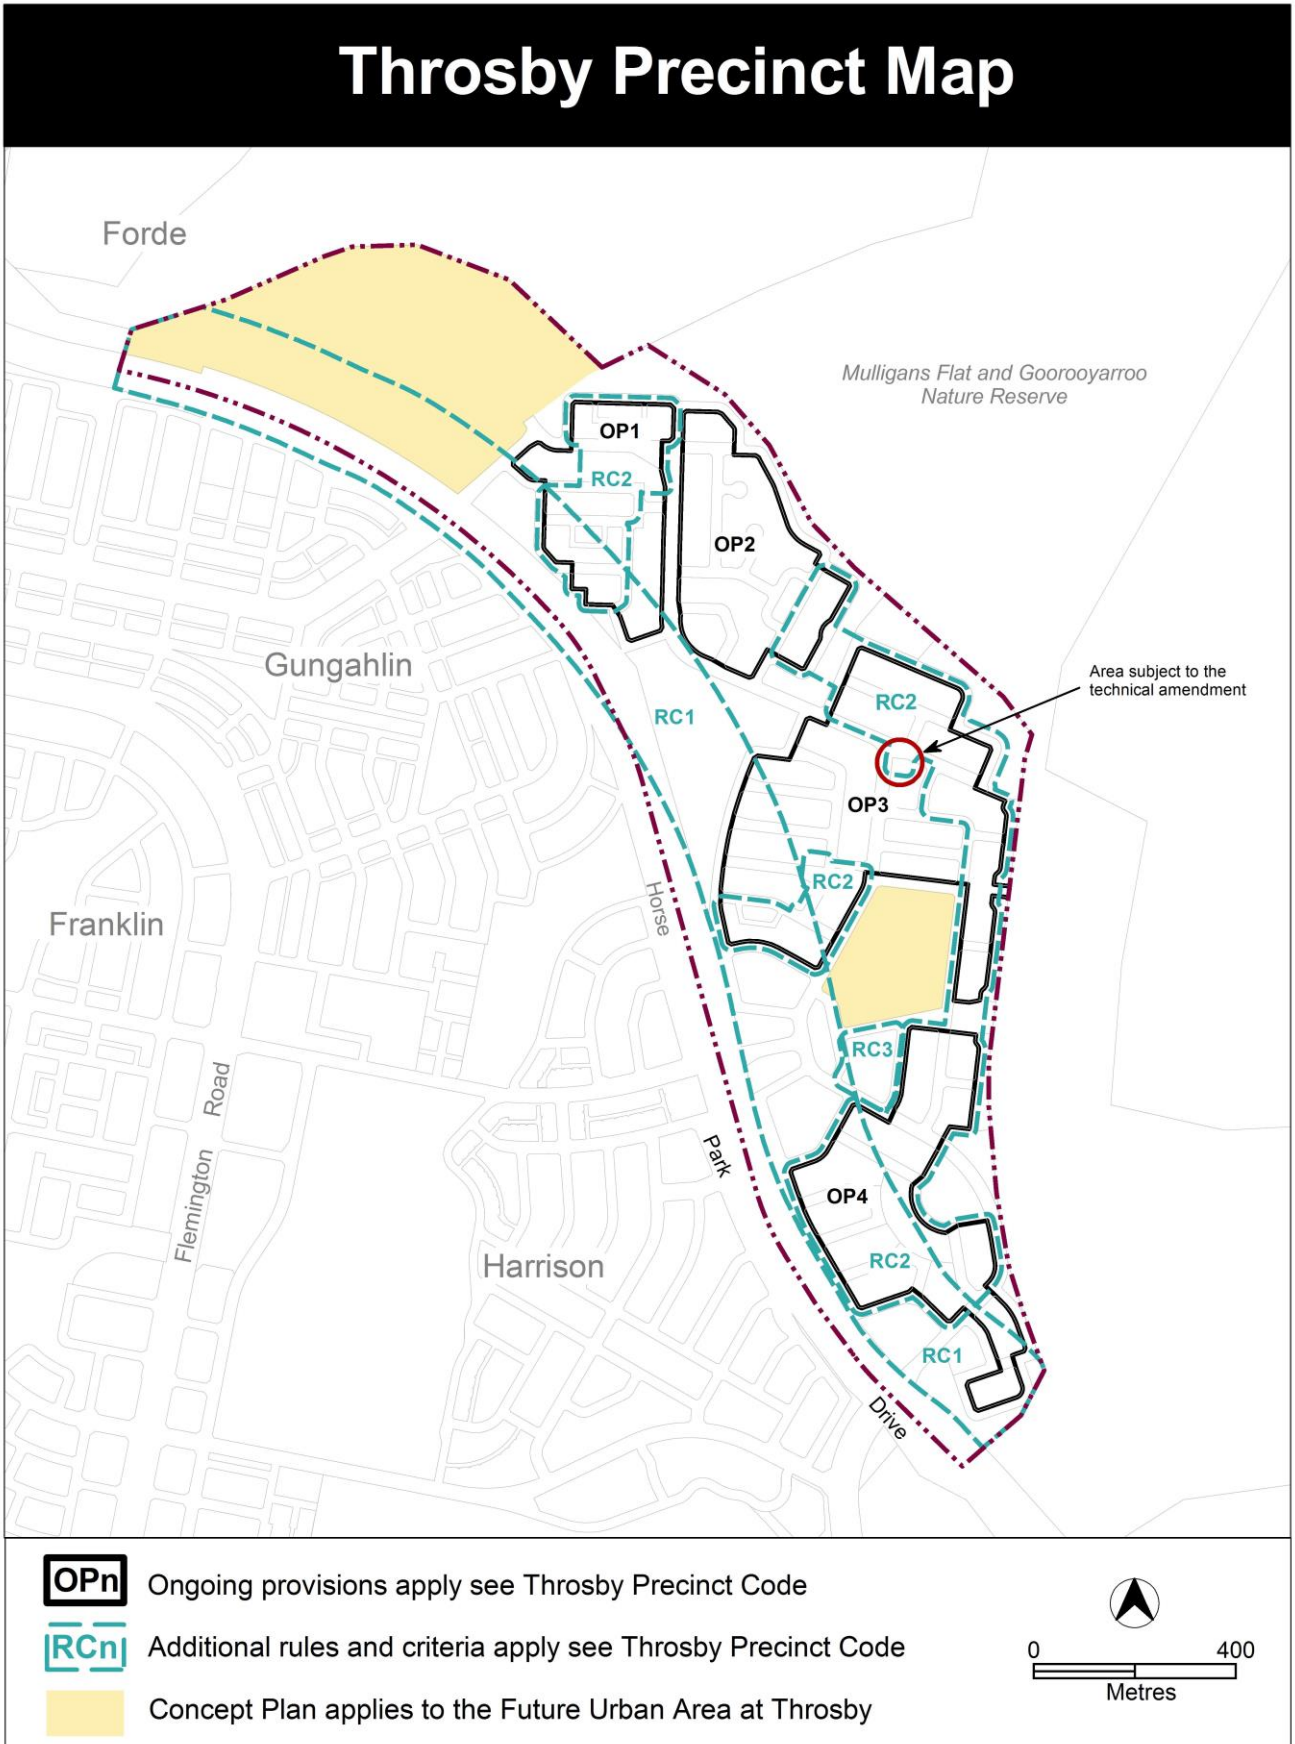 Throsby Precinct Map
Forde
Mulligans Flat and Goorooyarroo
Nature Reserve
OP1
RC2
OP2
Gungahlin
Area subject to the
technical amendment
RC2
RC1
OP3
RC2
Horse
Franklin
RC3
Flemington Road
Park
OP4
RC2
Harrison
RC1
Drive
OPn Ongoing provisions apply see Throsby Precinct Code
RCn Additional rules and criteria apply see Throsby Precinct Code
Concept Plan applies to the Future Urban Area at Throsby
0 400
Metres